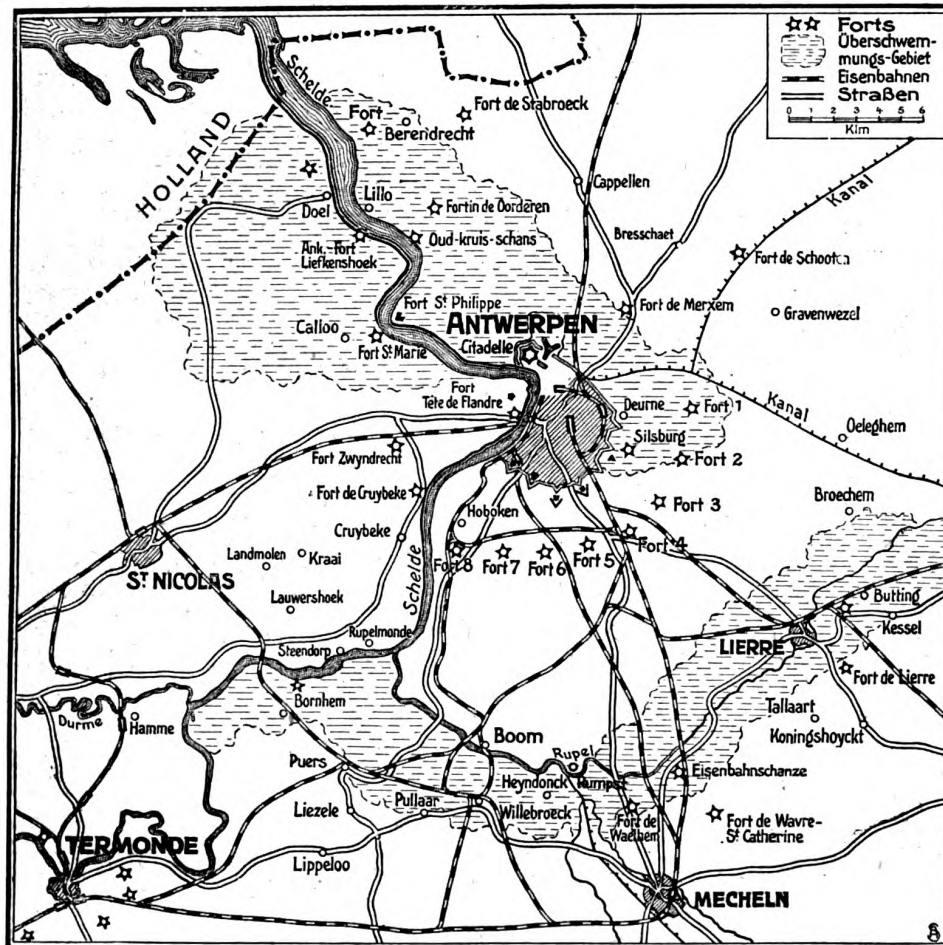 Forts
Überschwem-
mungs-Gebiet
Eisenbahnen
Straßen
0 1 2 3 4 5 6
Klm
HOLLAND
Schelde
Fort de Stabroeck
Fort
Berendrecht
Cappellen
Kanal
Lillo
Doel
Fortin de Oorderen
Bresschaet
Ank.-Fort
Liefkenshoek
Oud-kruis-schans
Fort de Schooten
Fort St Philippe
Fort de Merxem
Gravenwezel
Calloo
Fort St Marie
ANTWERPEN
Citadelle
Fort
Tête de Flandre
Deurne
Fort 1
Kanal
Oeleghem
Silsburg
Fort 2
Fort Zwyndrecht
Fort de Cruybeke
Fort 3
Broechem
Hoboken
Cruybeke
Fort 4
Landmolen
Kraai
Fort 8
Fort 7
Fort 6
Fort 5
ST NICOLAS
Schelde
Lauwershoek
Butting
Kessel
Rupelmonde
Steendorp
LIERRE
Fort de Lierre
Bornhem
Durme
Hamme
Tallaart
Koningshoyckt
Boom
Rupel
Puers
Heyndonck
Rumpst
Eisenbahnschanze
Liezele
Pullaar
Willebroeck
Fort de
Waelhem
Fort de Wavre-
St Catherine
TERMONDE
Lippeloo
MECHELN